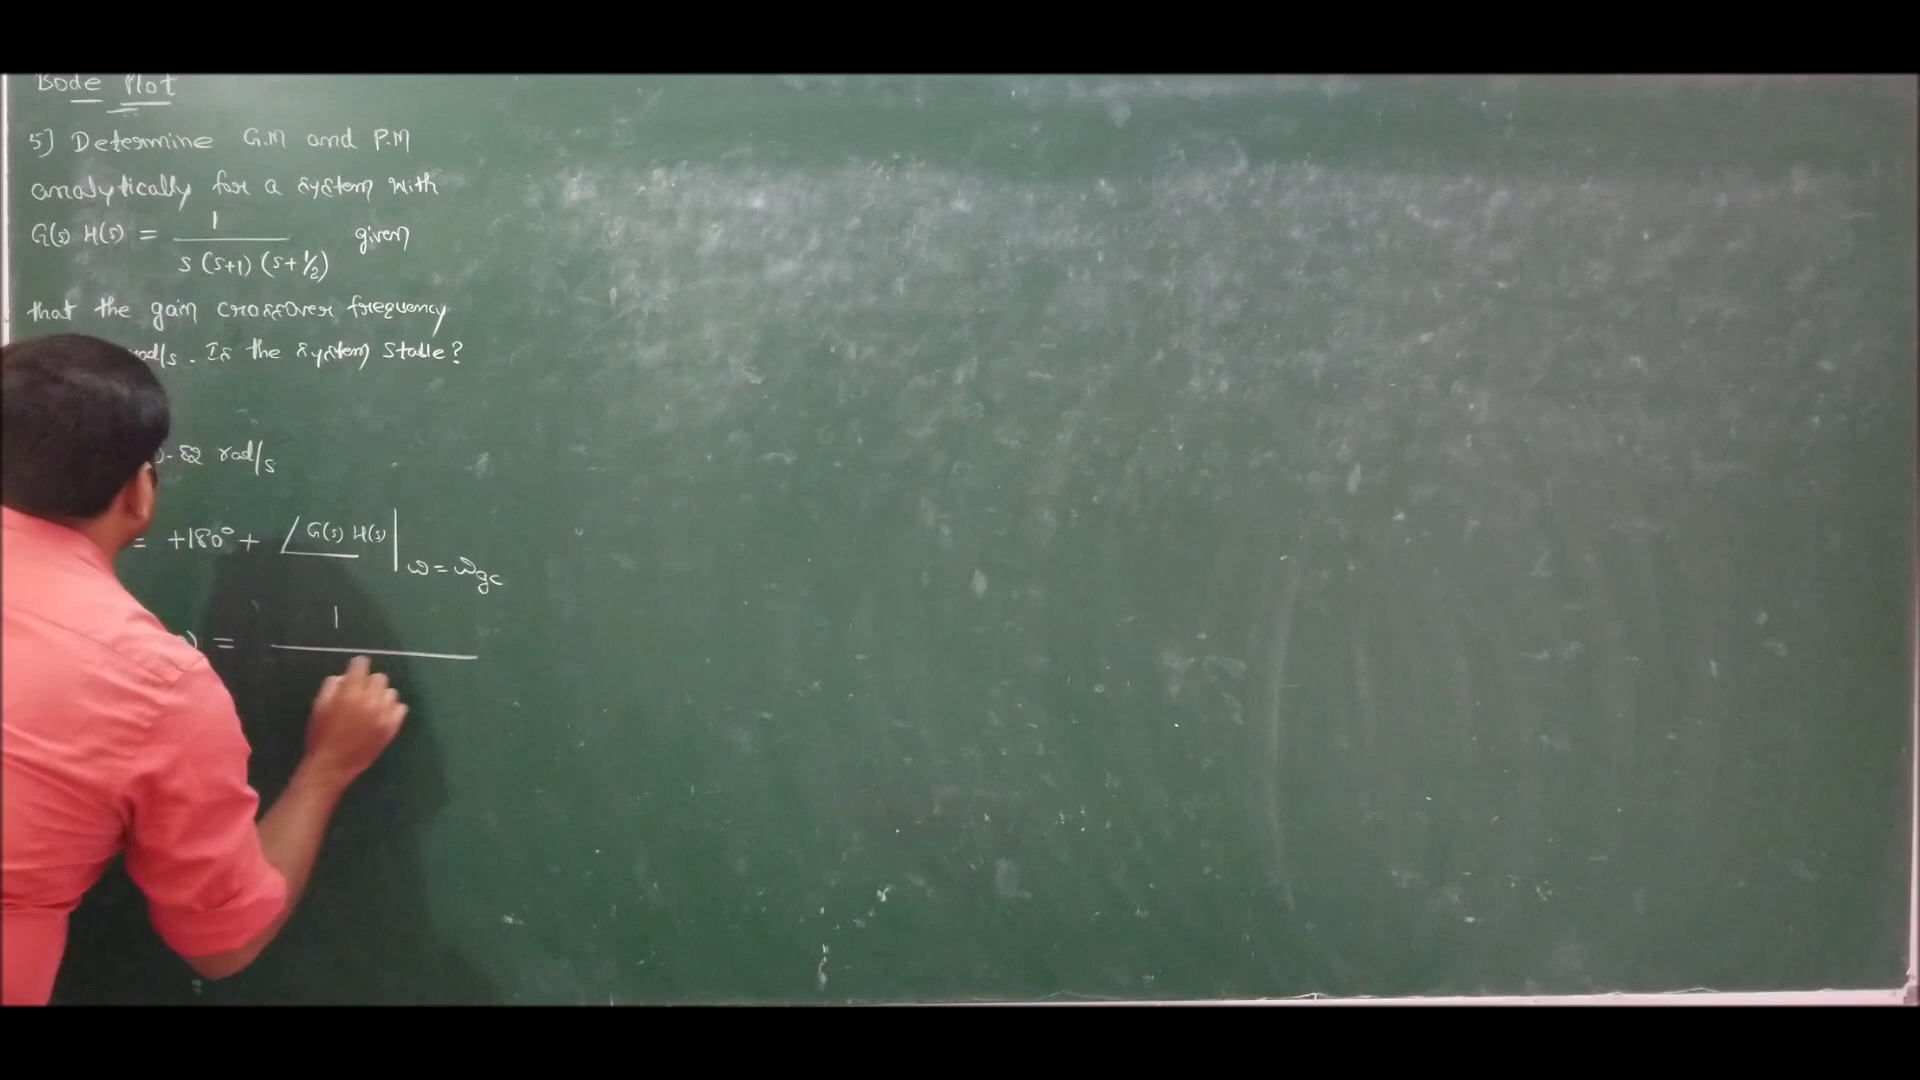 Bode Plot
5] Determine G.M and P.M
analytically for a system with
G(s) H(s) = 1 / s (s+1) (s+1/2) given
that the gain crossover frequency
rad/s. Is the system stable?
.82 rad/s
= +180° + ∠G(s) H(s)| ω = ωgc
) = 1